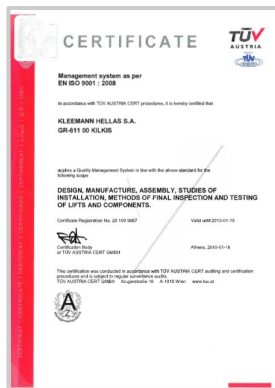 CERTIFICATE
TÜV
AUSTRIA
Management system as per
EN ISO 9001 : 2008
In accordance with TÜV AUSTRIA CERT procedures, it is hereby certified that
KLEEMANN HELLAS S.A.
GR-611 00 KILKIS
applies a Quality Management System in line with the above standard for the
following scope
DESIGN, MANUFACTURE, ASSEMBLY, STUDIES OF
INSTALLATION, METHODS OF FINAL INSPECTION AND TESTING
OF LIFTS AND COMPONENTS.
Certificate Registration No. 20 100
Valid until 2013-01-15
Certification Body
at TÜV AUSTRIA CERT GMBH
Athens, 2010-01-16
This certification was conducted in accordance with TÜV AUSTRIA CERT auditing and certification
procedures and is subject to regular surveillance audits.
TÜV AUSTRIA CERT GMBH Krugerstraße 16 A-1015 Wien www.tuv.at